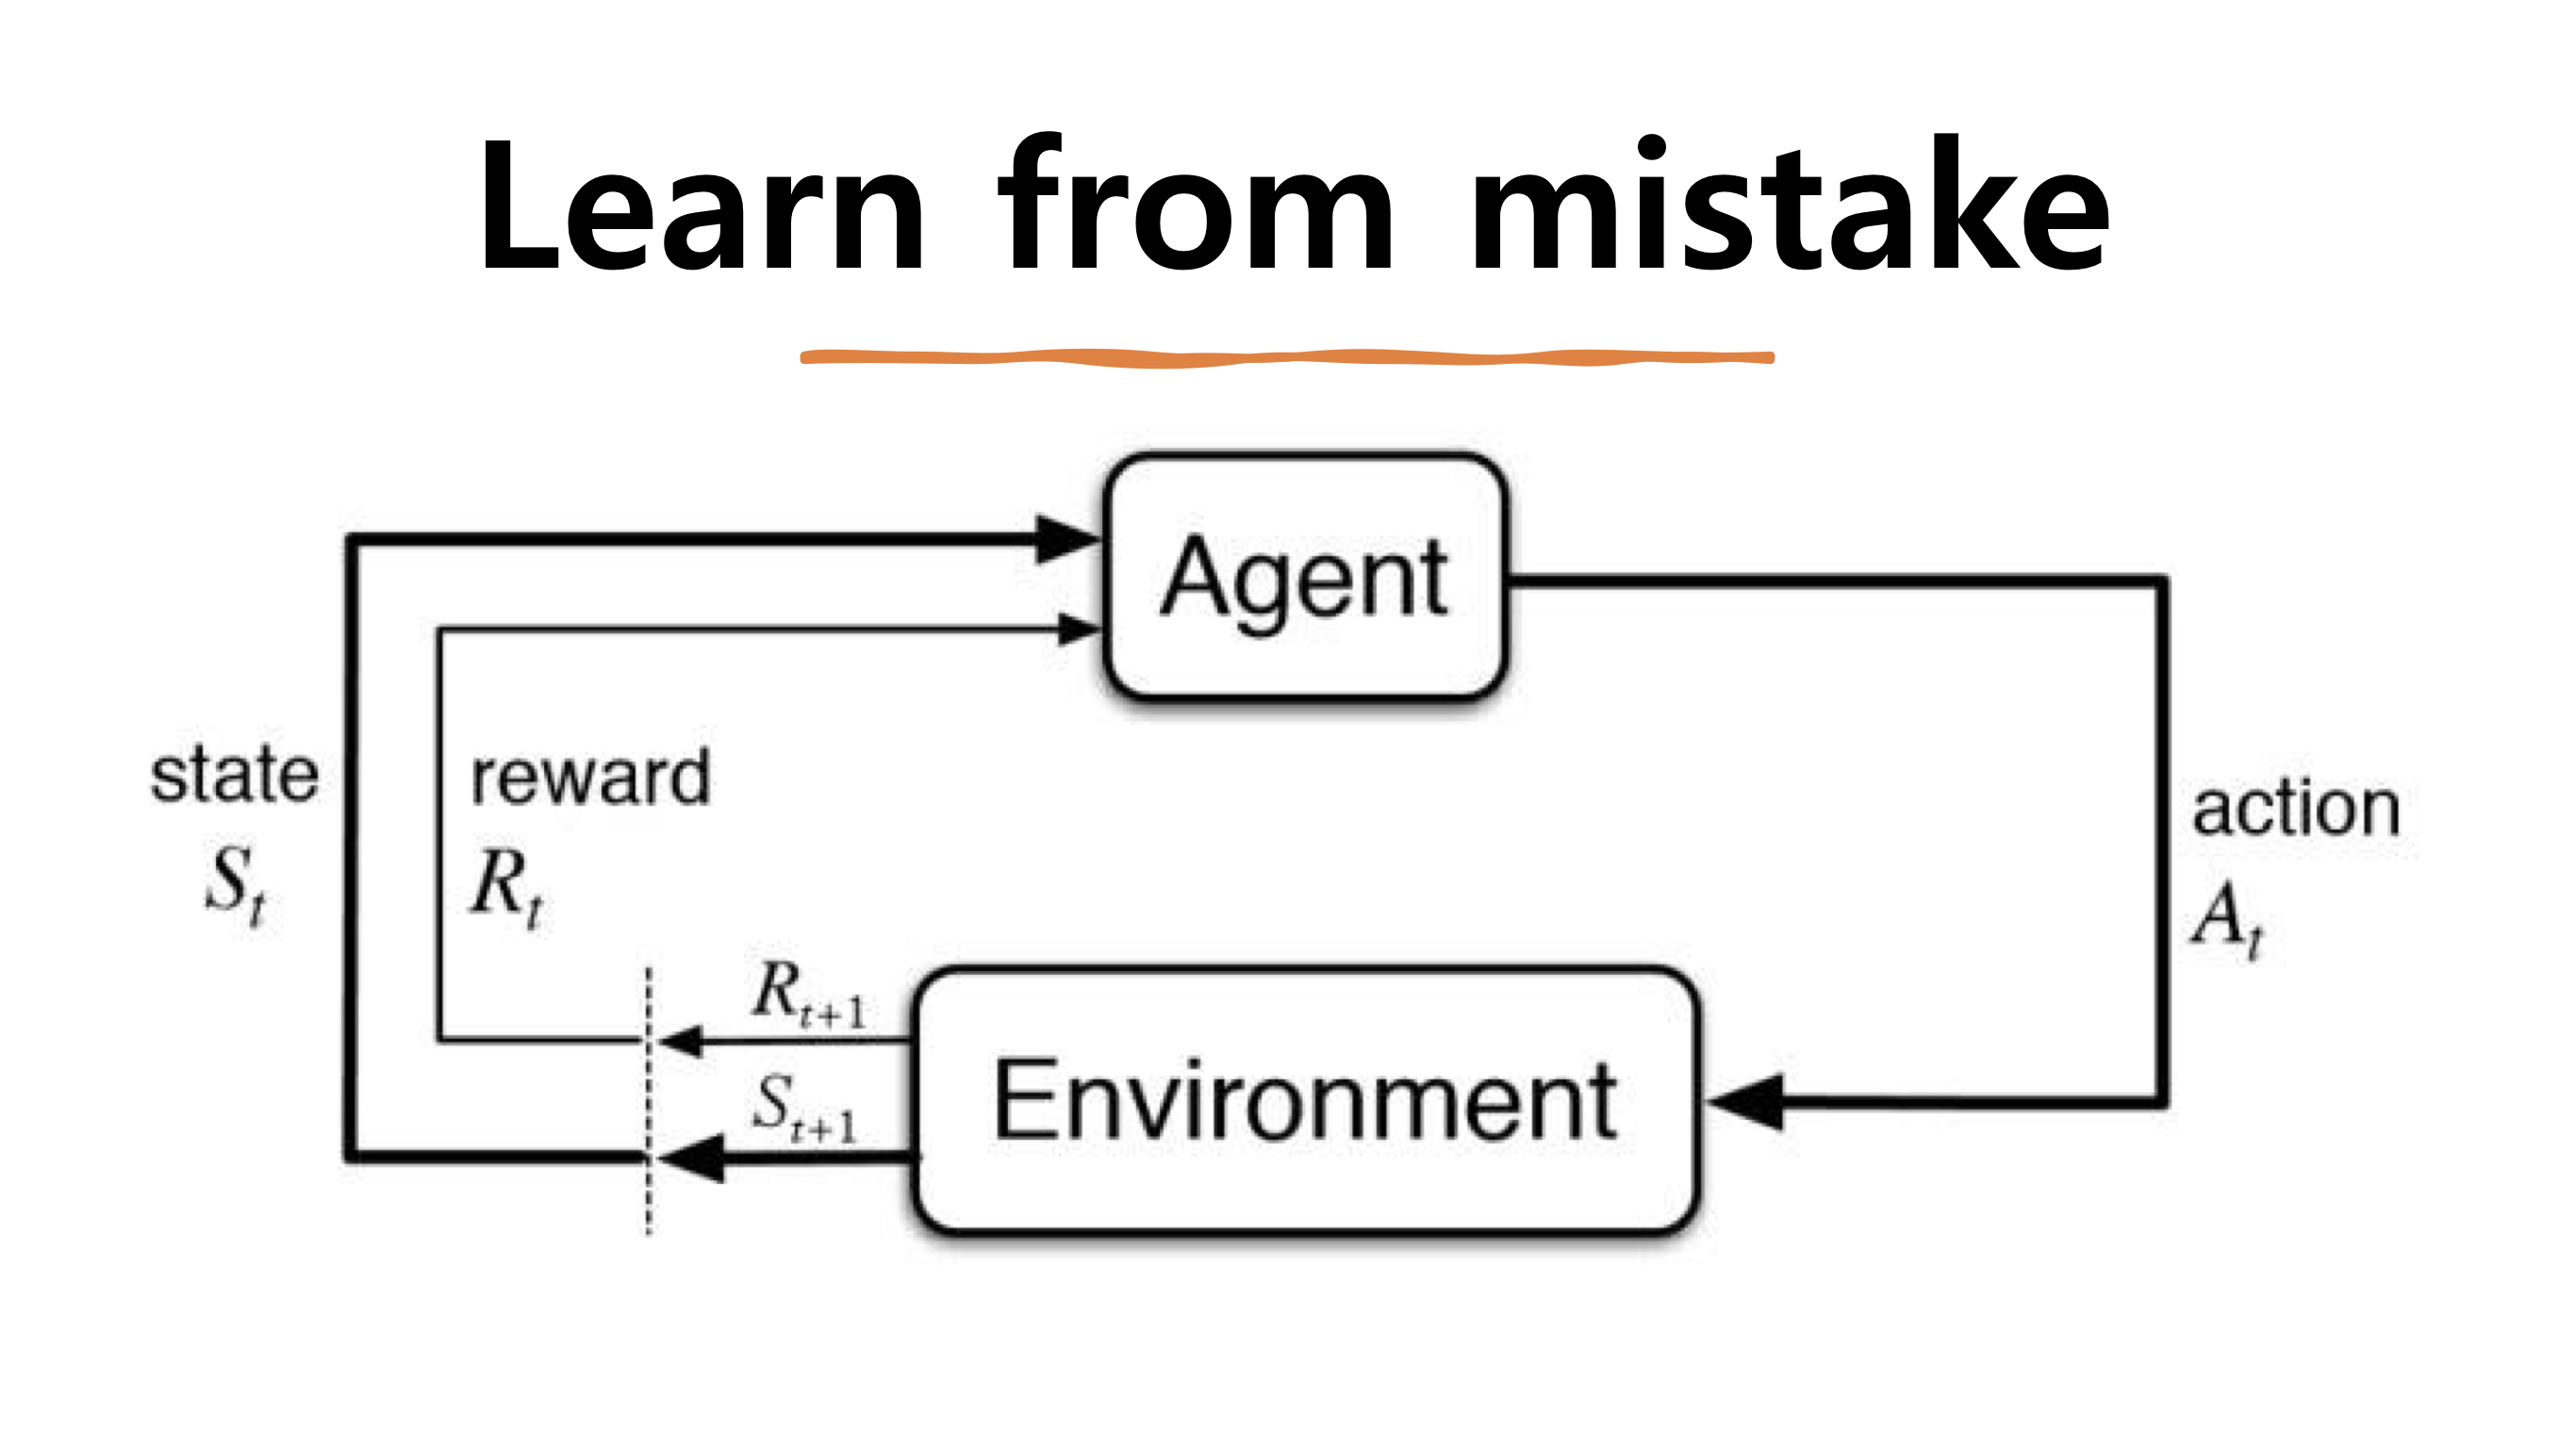 Learn from mistake
Agent
state
S_t
reward
R_t
action
A_t
R_{t+1}
S_{t+1}
Environment